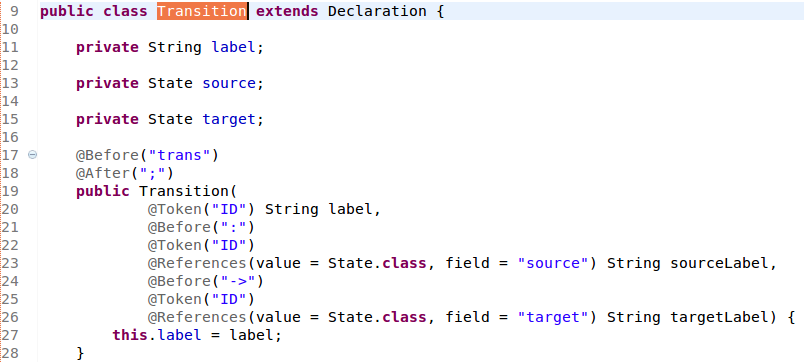 9 public class Transition extends Declaration {
10
11     private String label;
12
13     private State source;
14
15     private State target;
16
17     @Before("trans")
18     @After(";")
19     public Transition(
20             @Token("ID") String label,
21             @Before(":")
22             @Token("ID")
23             @References(value = State.class, field = "source") String sourceLabel,
24             @Before("->")
25             @Token("ID")
26             @References(value = State.class, field = "target") String targetLabel) {
27         this.label = label;
28     }